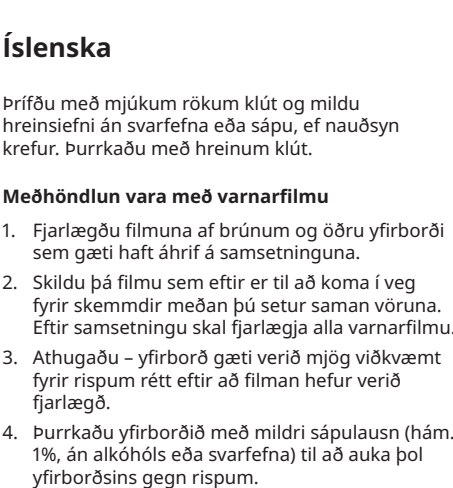 Íslenska
Þrífðu með mjúkum rökum klút og mildu
hreinsiefni án svarfefna eða sápu, ef nauðsyn
krefur. Þurrkaðu með hreinum klút.
Meðhöndlun vara með varnarfilmu
1. Fjarlægðu filmuna af brúnum og öðru yfirborði
sem gæti haft áhrif á samsetninguna.
2. Skildu þá filmu sem eftir er til að koma í veg
fyrir skemmdir meðan þú setur saman vöruna.
Eftir samsetningu skal fjarlægja alla varnarfilmu.
3. Athugaðu – yfirborð gæti verið mjög viðkvæmt
fyrir rispum rétt eftir að filman hefur verið
fjarlægð.
4. Þurrkaðu yfirborðið með mildri sápulausn (hám.
1%, án alkóhóls eða svarfefna) til að auka þol
yfirborðsins gegn rispum.